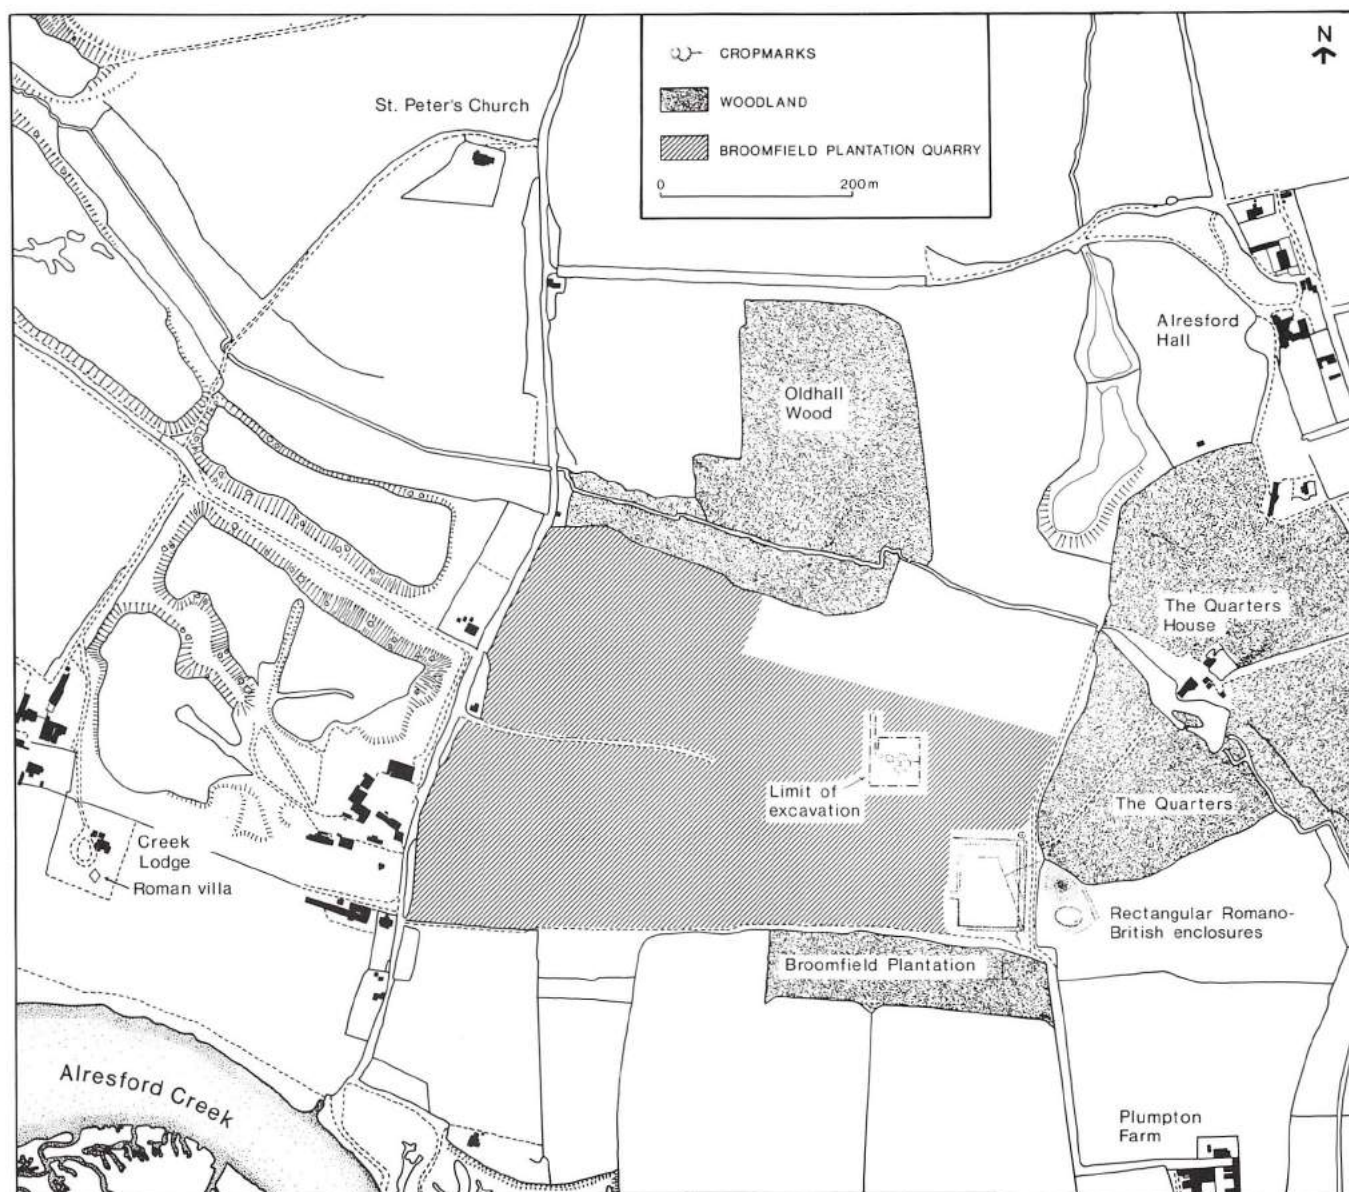 N
CROPMARKS
WOODLAND
BROOMFIELD PLANTATION QUARRY
0 200m
St. Peter's Church
Alresford
Hall
Oldhall
Wood
The Quarters
House
Limit of
excavation
The Quarters
Creek
Lodge
Roman villa
Rectangular Romano-
British enclosures
Broomfield Plantation
Alresford Creek
Plumpton
Farm